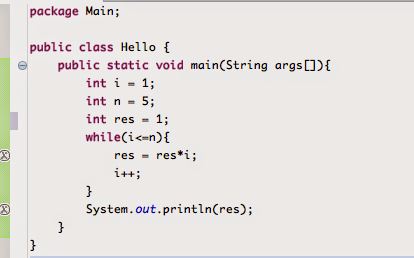 package Main;
public class Hello {
public static void main(String args[]){
int i = 1;
int n = 5;
int res = 1;
while(i<=n){
res = res*i;
i++;
}
System.out.println(res);
}
}